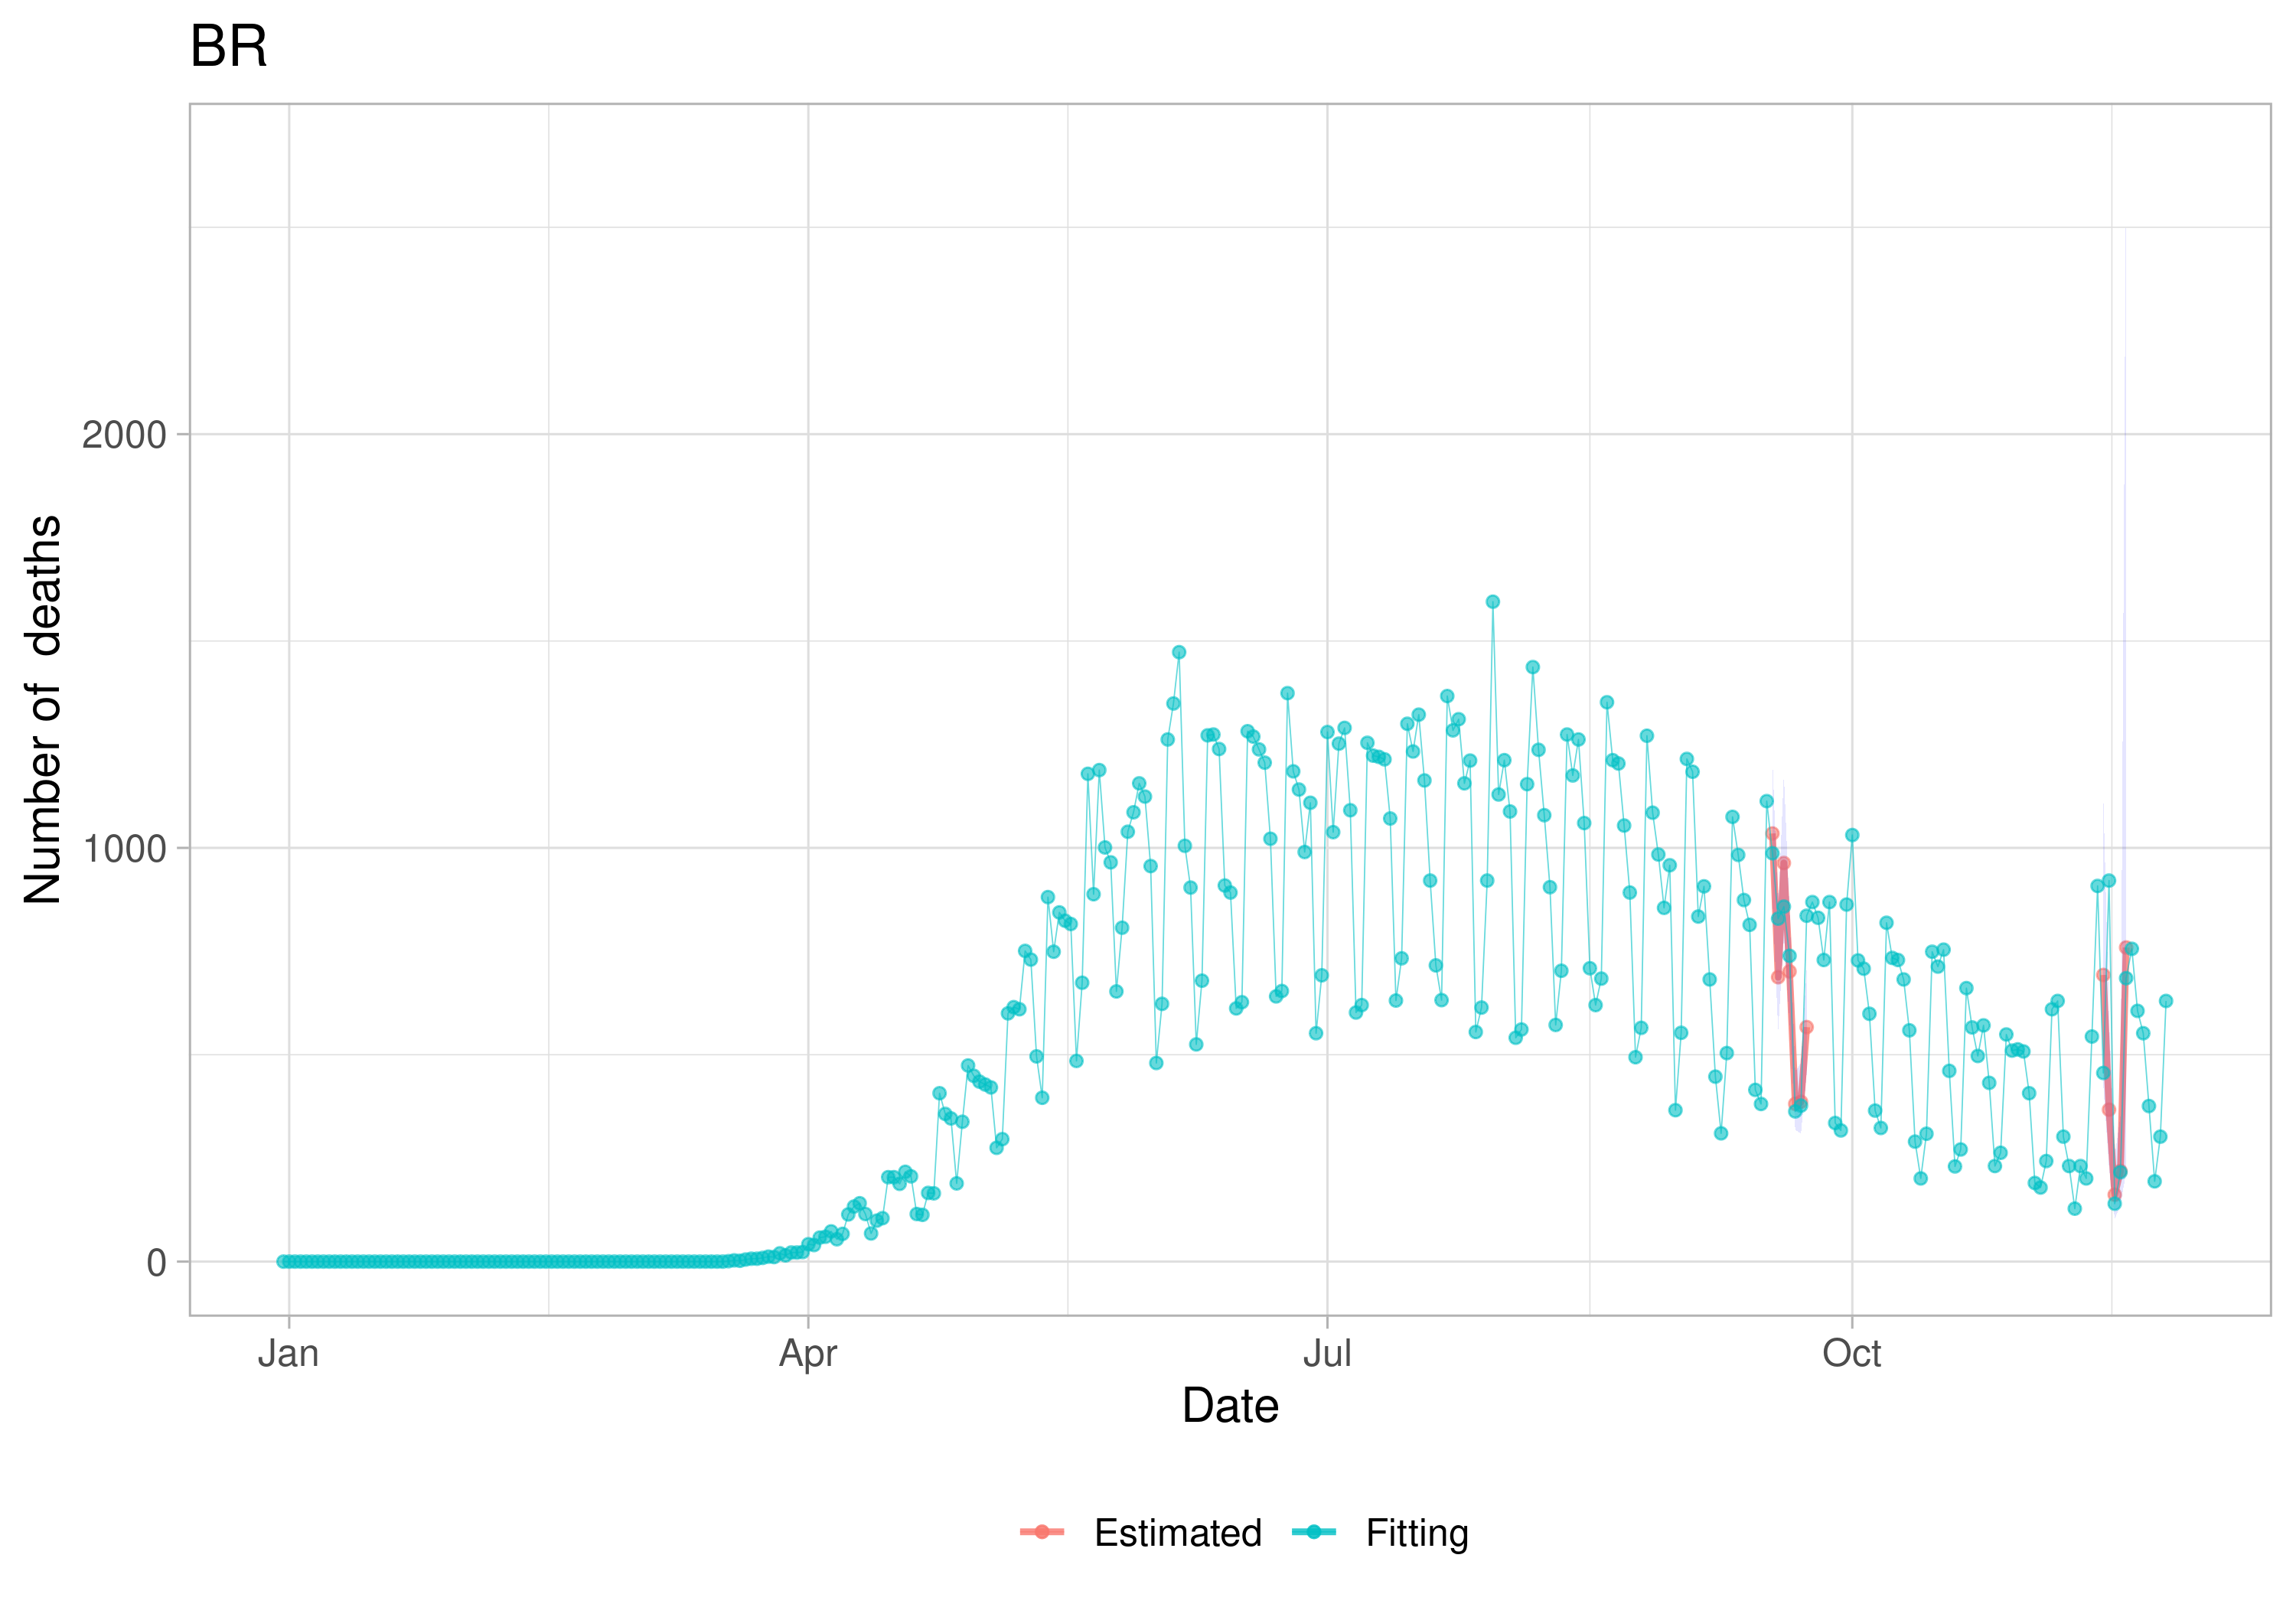 BR
Number of  deaths
2000
1000
0
Jan
Apr
Jul
Oct
Date
Estimated
Fitting